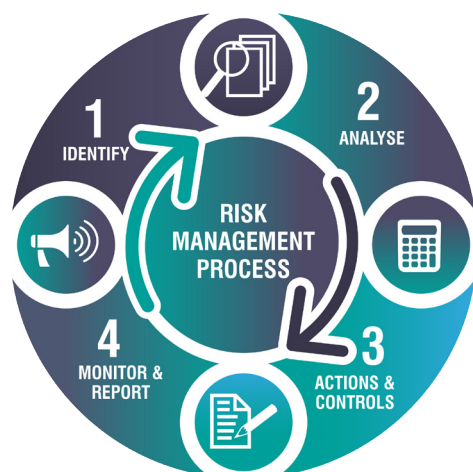 1
IDENTIFY
2
ANALYSE
RISK
MANAGEMENT
PROCESS
3
ACTIONS &
CONTROLS
4
MONITOR &
REPORT